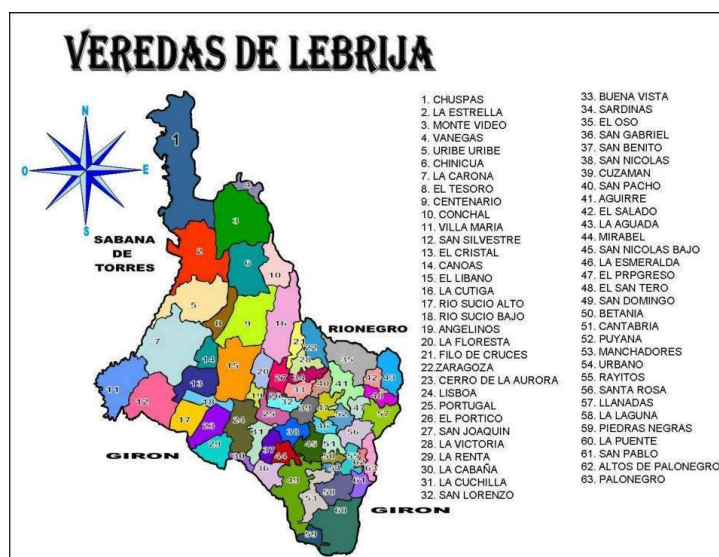 VEREDAS DE LEBRIJA
N
O
E
S
SABANA
DE
TORRES
RIONEGRO
GIRON
GIRON
1. CHUSPAS
2. LA ESTRELLA
3. MONTE VIDEO
4. VANEGAS
5. URIBE URIBE
6. CHINICUA
7. LA CARONA
8. EL TESORO
9. CENTENARIO
10. CONCHAL
11. VILLA MARIA
12. SAN SILVESTRE
13. EL CRISTAL
14. CANOAS
15. EL LIBANO
16. LA CUTIGA
17. RIO SUCIO ALTO
18. RIO SUCIO BAJO
19. ANGELINOS
20. LA FLORESTA
21. FILO DE CRUCES
22.ZARAGOZA
23. CERRO DE LA AURORA
24. LISBOA
25. PORTUGAL
26. EL PORTICO
27. SAN JOAQUIN
28. LA VICTORIA
29. LA RENTA
30. LA CABAÑA
31. LA CUCHILLA
32. SAN LORENZO
33. BUENA VISTA
34. SARDINAS
35. EL OSO
36. SAN GABRIEL
37. SAN BENITO
38. SAN NICOLAS
39. CUZAMAN
40. SAN PACHO
41. AGUIRRE
42. EL SALADO
43. LA AGUADA
44. MIRABEL
45. SAN NICOLAS BAJO
46. LA ESMERALDA
47. EL PRPGRESO
48. EL SAN TERO
49. SAN DOMINGO
50. BETANIA
51. CANTABRIA
52. PUYANA
53. MANCHADORES
54. URBANO
55. RAYITOS
56. SANTA ROSA
57. LLANADAS
58. LA LAGUNA
59. PIEDRAS NEGRAS
60. LA PUENTE
61. SAN PABLO
62. ALTOS DE PALONEGRO
63. PALONEGRO